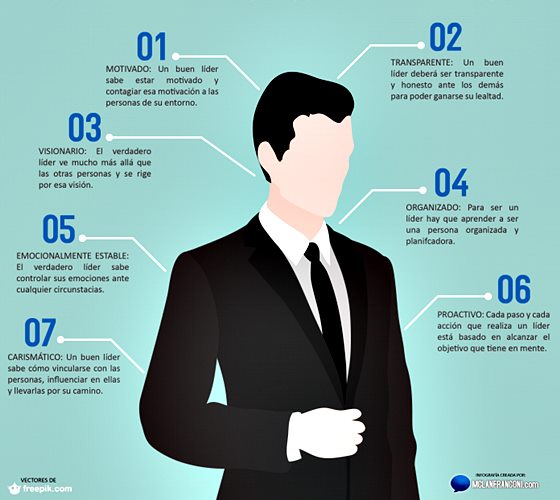 01
MOTIVADO: Un buen líder
sabe estar motivado y
contagiar esa motivación a las
personas de su entorno.
02
TRANSPARENTE: Un buen
líder deberá ser transparente
y honesto ante los demás
para poder ganarse su lealtad.
03
VISIONARIO: El verdadero
líder ve mucho más allá que
las otras personas y se rige
por esa visión.
04
ORGANIZADO: Para ser un
líder hay que aprender a ser
una persona organizada y
planifcadora.
05
EMOCIONALMENTE ESTABLE:
El verdadero líder sabe
controlar sus emociones ante
cualquier circunstacias.
06
PROACTIVO: Cada paso y cada
acción que realiza un líder
está basado en alcanzar el
objetivo que tiene en mente.
07
CARISMÁTICO: Un buen líder
sabe cómo vincularse con las
personas, influenciar en ellas
y llevarlas por su camino.
VECTORES DE
freepik.com
INFOGRAFÍA CREADA POR:
MCLANFRANCONI.com